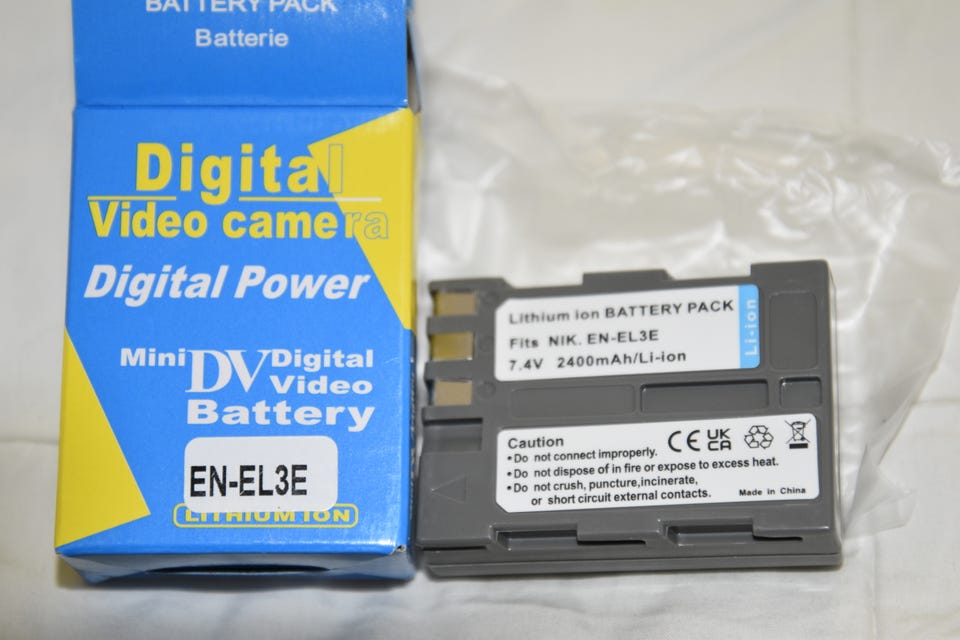 BATTERY PACK
Batterie
Digital
Video camera
Digital Power
Mini DV Digital
Video
Battery
EN-EL3E
LITHIUM ION
Lithium ion BATTERY PACK
Fits NIK. EN-EL3E
7.4V 2400mAh/Li-ion
Li-ion
Caution
•Do not connect improperly.
•Do not dispose of in fire or expose to excess heat.
•Do not crush, puncture,incinerate,
or short circuit external contacts.
CE UK
CA
Made in China